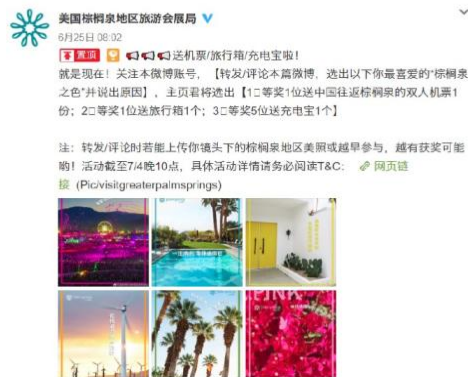 美国棕榈泉地区旅游会展局
6月25日 08:02
置顶 送机票/旅行箱/充电宝啦！
就是现在！关注本微博账号，【转发/评论本篇微博，选出以下你最喜爱的“棕榈泉
之色”并说出原因】，主页君将选出【1等奖1位送中国往返棕榈泉的双人机票1
份；2等奖1位送旅行箱1个；3等奖5位送充电宝1个】
注：转发/评论时若能上传你镜头下的棕榈泉地区美照或越早参与，越有获奖可能
哟！活动截至7/4晚10点，具体活动详情请务必阅读T&C： 网页链
接 (Pic/visitgreaterpalmsprings)
PINK